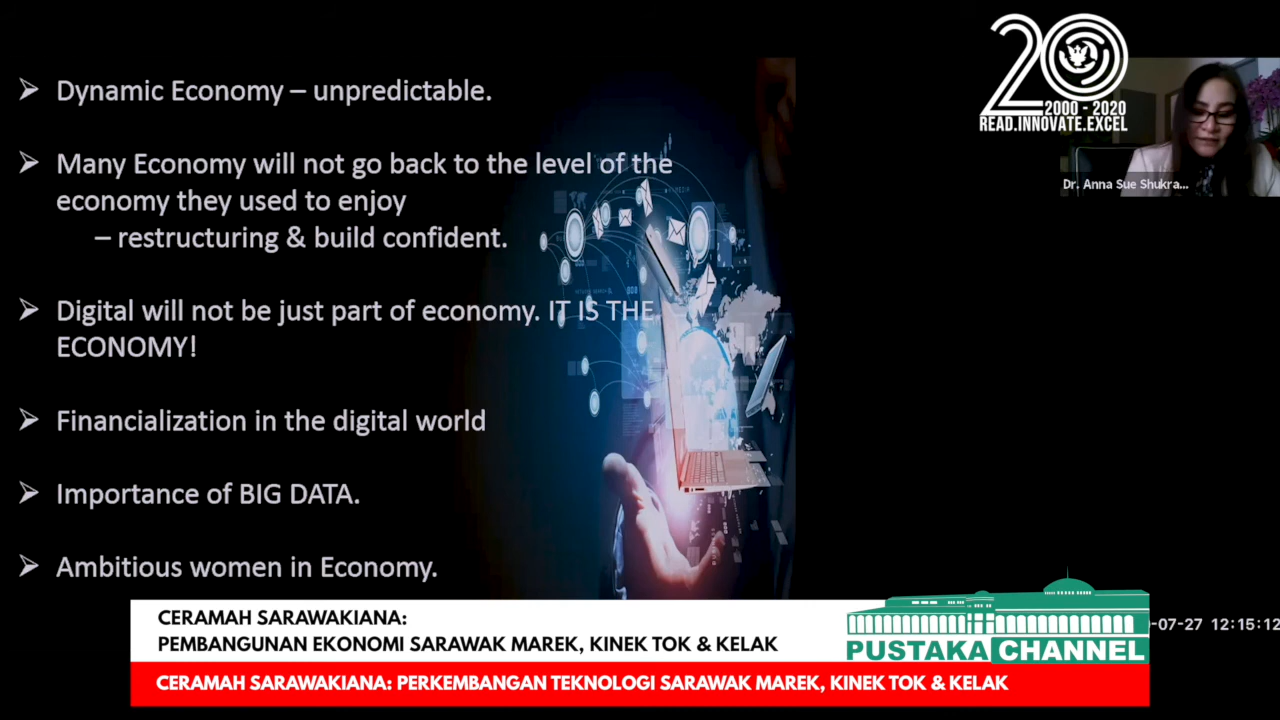 20
2000 - 2020
READ.INNOVATE.EXCEL
Dr. Anna Sue Shukra...
➢ Dynamic Economy – unpredictable.
➢ Many Economy will not go back to the level of the
economy they used to enjoy
– restructuring & build confident.
➢ Digital will not be just part of economy. IT IS THE
ECONOMY!
➢ Financialization in the digital world
➢ Importance of BIG DATA.
➢ Ambitious women in Economy.
CERAMAH SARAWAKIANA:
PEMBANGUNAN EKONOMI SARAWAK MAREK, KINEK TOK & KELAK
PUSTAKA CHANNEL
-07-27 12:15:12
CERAMAH SARAWAKIANA: PERKEMBANGAN TEKNOLOGI SARAWAK MAREK, KINEK TOK & KELAK